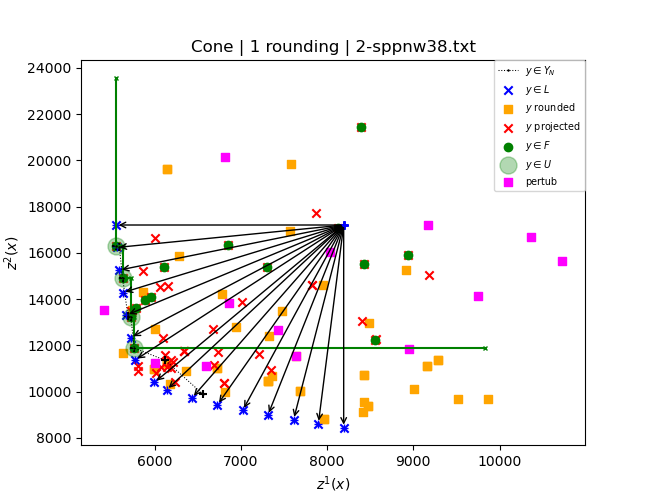 Cone | 1 rounding | 2-sppnw38.txt
24000
22000
20000
18000
16000
14000
12000
10000
8000
z²(x)
6000
7000
8000
9000
10000
z¹(x)
y ∈ Y_N
y ∈ L
y rounded
y projected
y ∈ F
y ∈ U
pertub